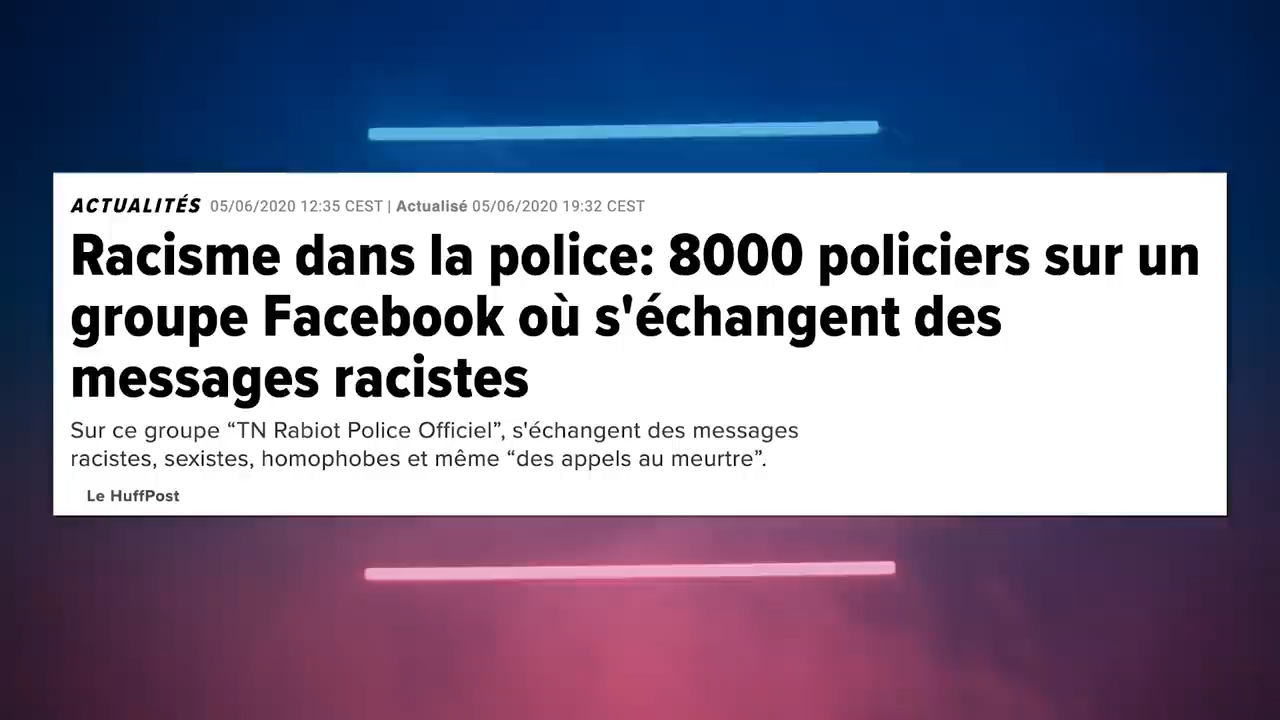 ACTUALITÉS 05/06/2020 12:35 CEST | Actualisé 05/06/2020 19:32 CEST
Racisme dans la police: 8000 policiers sur un
groupe Facebook où s'échangent des
messages racistes
Sur ce groupe “TN Rabiot Police Officiel”, s'échangent des messages
racistes, sexistes, homophobes et même “des appels au meurtre”.
Le HuffPost